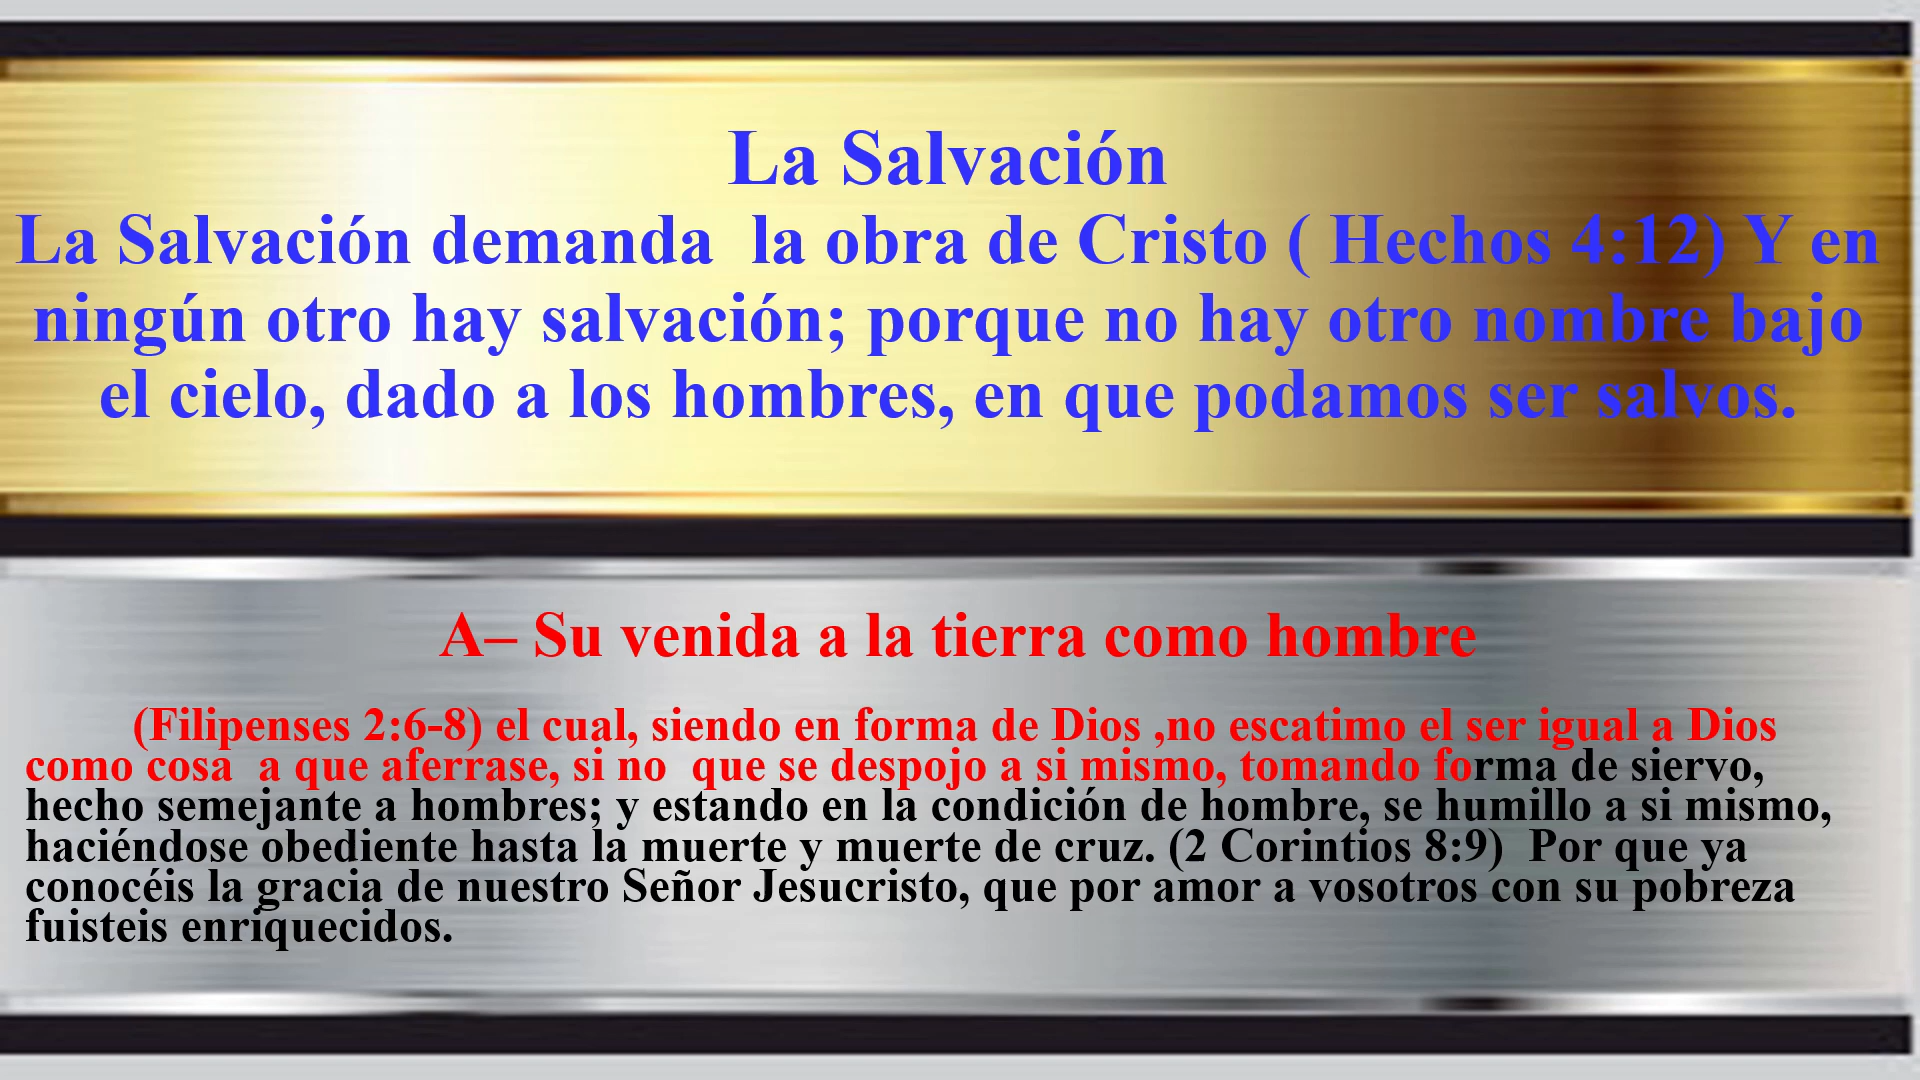 La Salvación
La Salvación demanda  la obra de Cristo ( Hechos 4:12) Y en
ningún otro hay salvación; porque no hay otro nombre bajo
el cielo, dado a los hombres, en que podamos ser salvos.
A– Su venida a la tierra como hombre
(Filipenses 2:6-8) el cual, siendo en forma de Dios ,no escatimo el ser igual a Dios
como cosa  a que aferrase, si no  que se despojo a si mismo, tomando forma de siervo,
hecho semejante a hombres; y estando en la condición de hombre, se humillo a si mismo,
haciéndose obediente hasta la muerte y muerte de cruz. (2 Corintios 8:9)  Por que ya
conocéis la gracia de nuestro Señor Jesucristo, que por amor a vosotros con su pobreza
fuisteis enriquecidos.